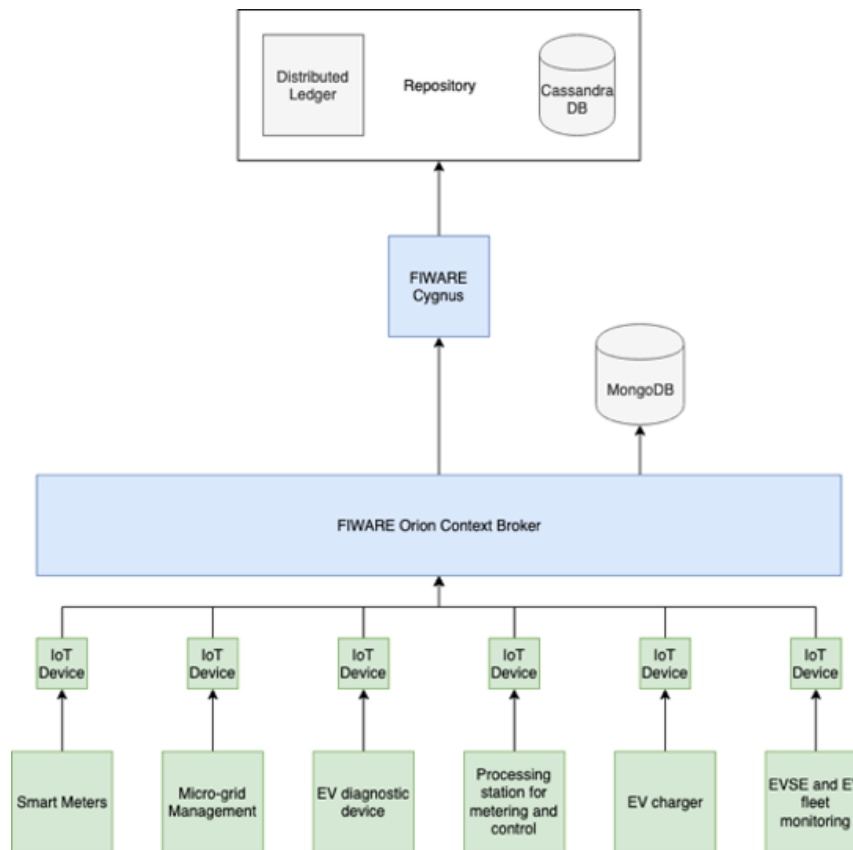 Distributed
Ledger
Repository
Cassandra
DB
FIWARE
Cygnus
MongoDB
FIWARE Orion Context Broker
IoT
Device
IoT
Device
IoT
Device
IoT
Device
IoT
Device
IoT
Device
Smart Meters
Micro-grid
Management
EV diagnostic
device
Processing
station for
metering and
control
EV charger
EVSE and E
fleet
monitoring